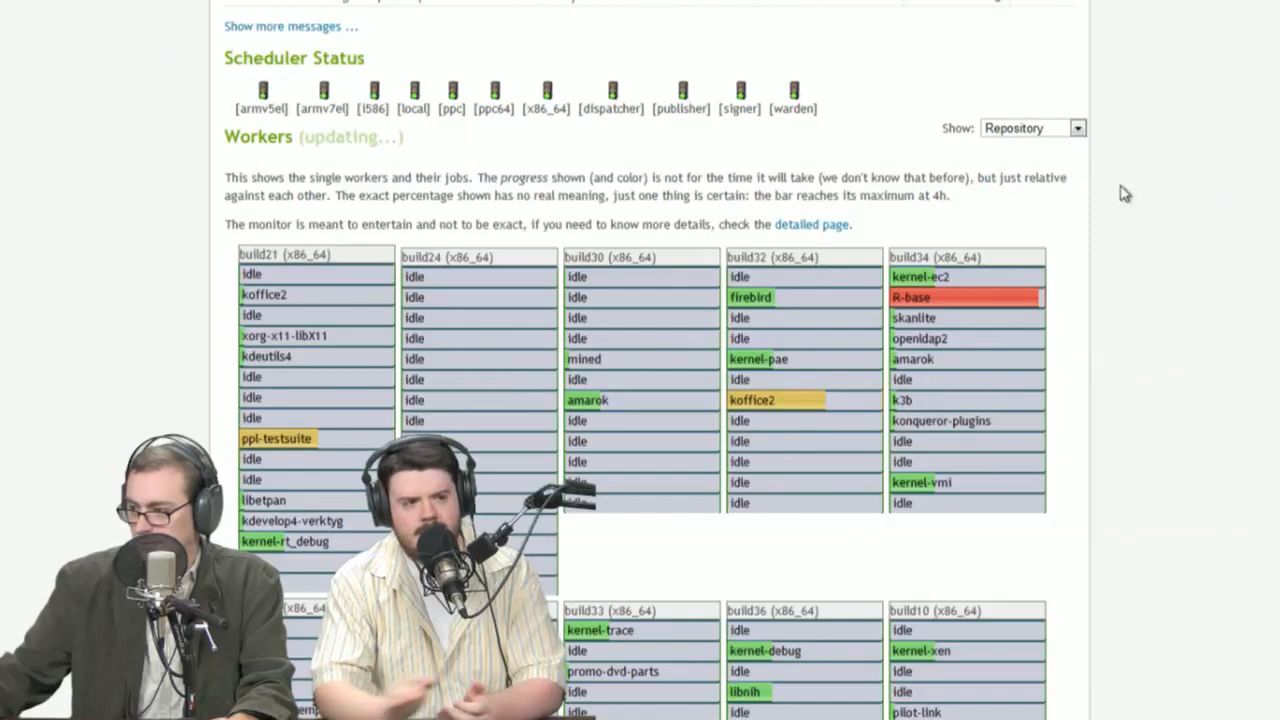 Show more messages ...
Scheduler Status
[armv5el] [armv7el] [i586] [local] [ppc] [ppc64] [x86_64] [dispatcher] [publisher] [signer] [warden]
Workers (updating...)
Show: Repository
This shows the single workers and their jobs. The progress shown (and color) is not for the time it will take (we don't know that before), but just relative
against each other. The exact percentage shown has no real meaning, just one thing is certain: the bar reaches its maximum at 4h.
The monitor is meant to entertain and not to be exact, if you need to know more details, check the detailed page.
build21 (x86_64)
idle
koffice2
idle
xorg-x11-libX11
kdeutils4
idle
idle
idle
ppl-testsuite
idle
idle
libetpan
kdevelop4-verktyg
kernel-rt_debug
build24 (x86_64)
idle
idle
idle
idle
idle
idle
idle
idle
build30 (x86_64)
idle
idle
idle
idle
mined
idle
amarok
idle
idle
idle
idle
idle
build32 (x86_64)
idle
firebird
idle
idle
kernel-pae
idle
koffice2
idle
idle
idle
idle
idle
build34 (x86_64)
kernel-ec2
R-base
skanlite
openldap2
amarok
idle
k3b
konqueror-plugins
idle
idle
kernel-vmi
idle
build33 (x86_64)
kernel-trace
idle
promo-dvd-parts
idle
idle
build36 (x86_64)
idle
kernel-debug
idle
libnih
idle
build10 (x86_64)
idle
kernel-xen
idle
idle
pilot-link